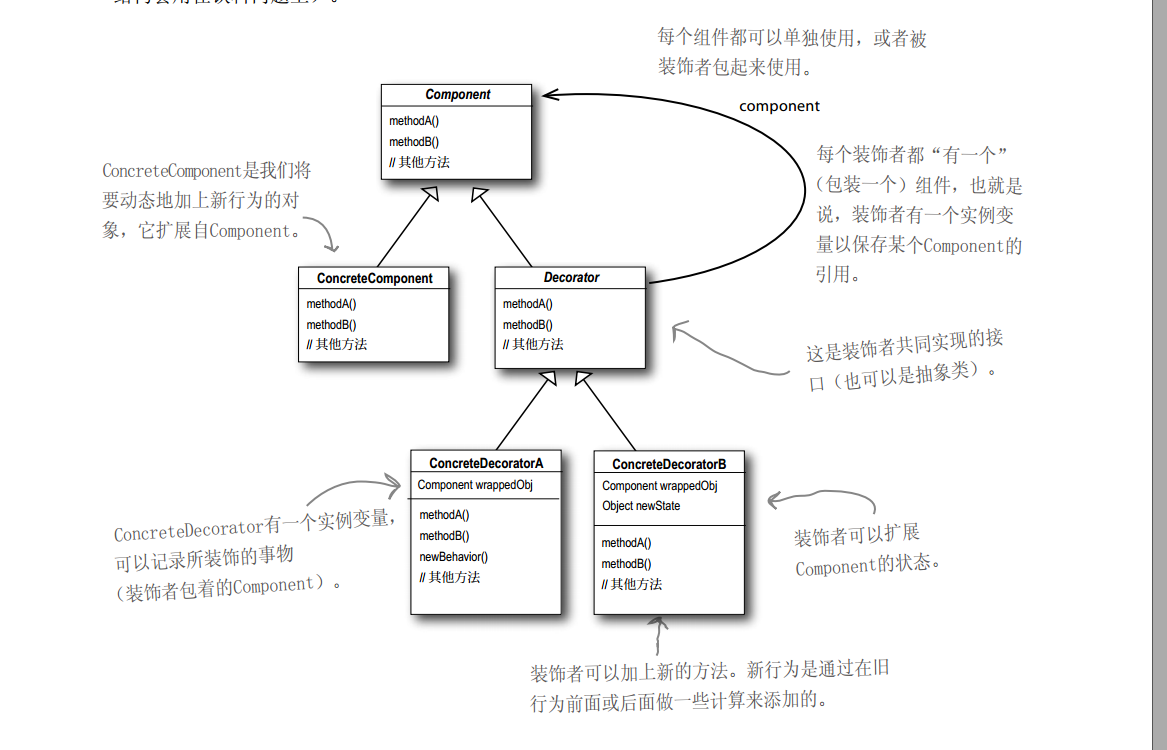 每个组件都可以单独使用，或者被
装饰者包起来使用。
Component
methodA()
methodB()
// 其他方法
component
ConcreteComponent是我们将
要动态地加上新行为的对
象，它扩展自Component。
每个装饰者都“有一个”
（包装一个）组件，也就是
说，装饰者有一个实例变
量以保存某个Component的
引用。
ConcreteComponent
methodA()
methodB()
// 其他方法
Decorator
methodA()
methodB()
// 其他方法
这是装饰者共同实现的接
口（也可以是抽象类）。
ConcreteDecoratorA
Component wrappedObj
methodA()
methodB()
newBehavior()
// 其他方法
ConcreteDecoratorB
Component wrappedObj
Object newState
methodA()
methodB()
// 其他方法
ConcreteDecorator有一个实例变量，
可以记录所装饰的事物
（装饰者包着的Component）。
装饰者可以扩展
Component的状态。
装饰者可以加上新的方法。新行为是通过在旧
行为前面或后面做一些计算来添加的。